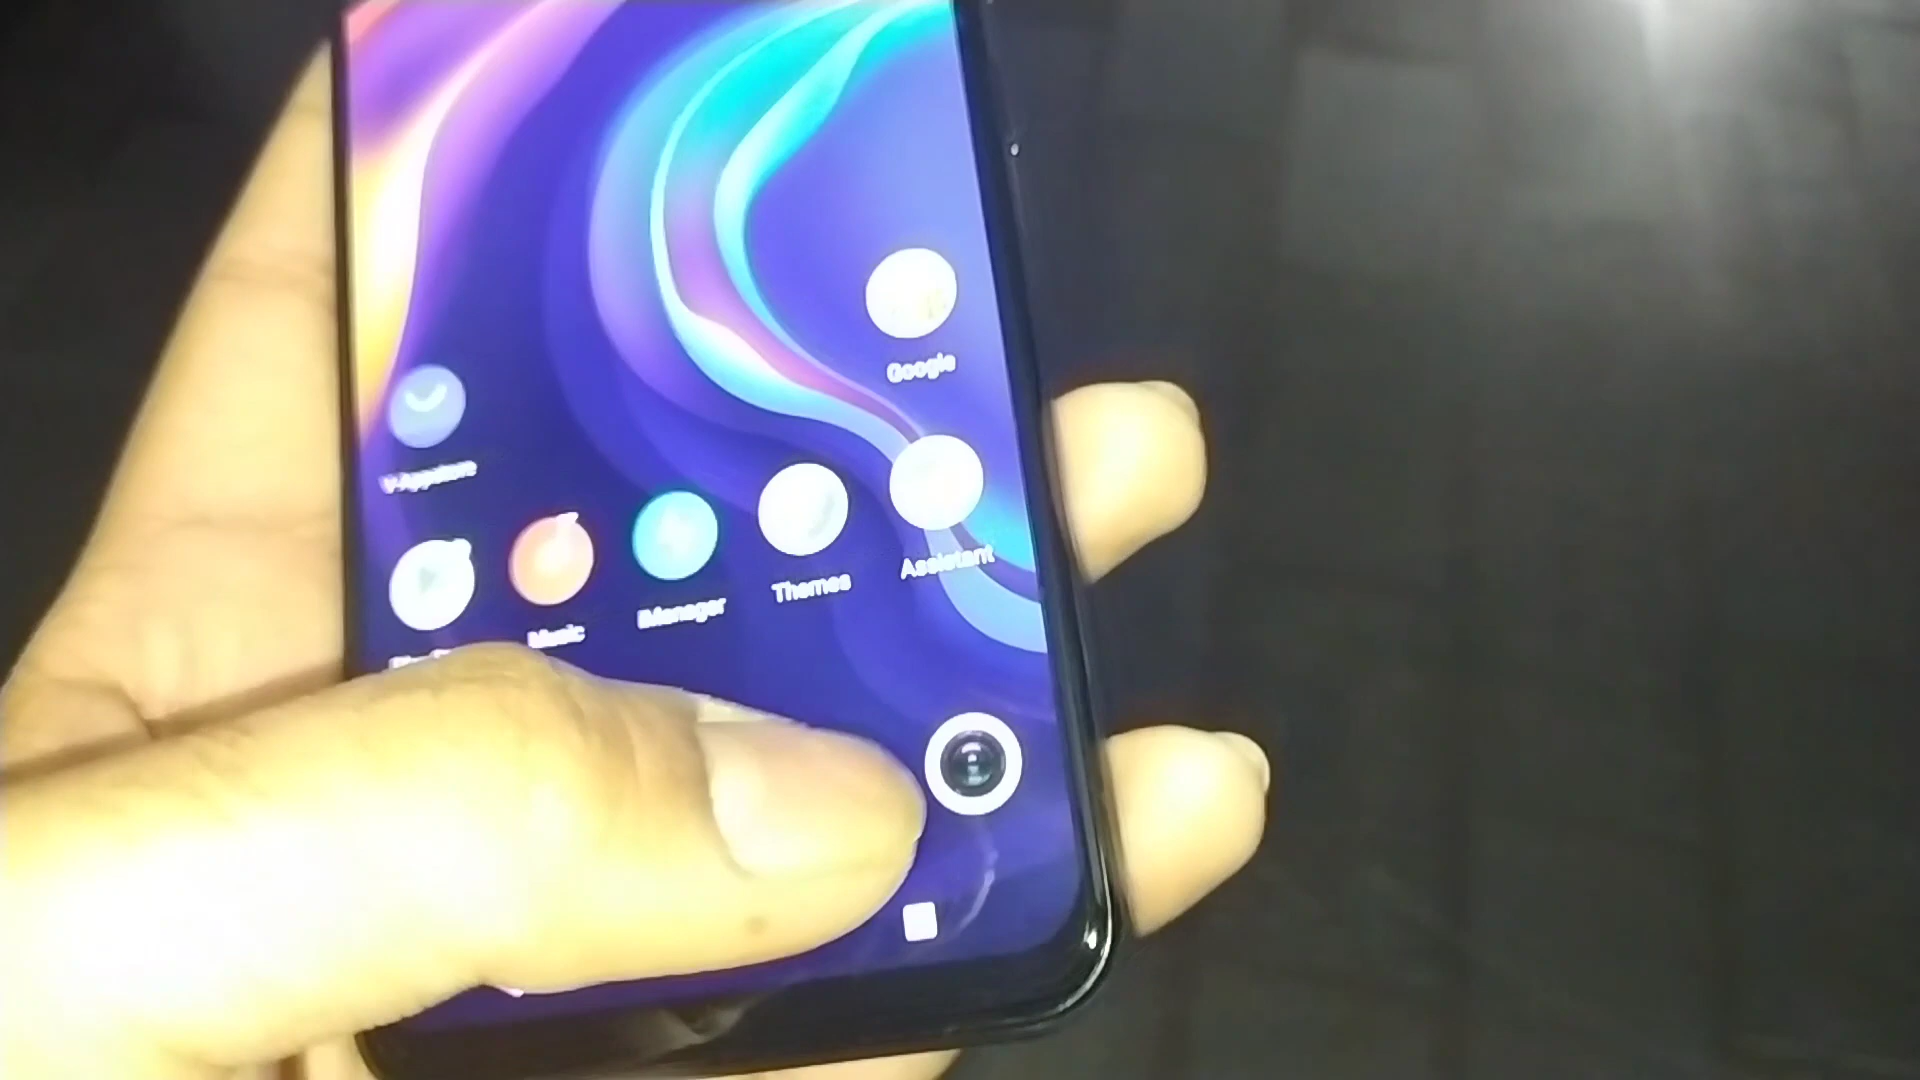 Google
V-Appstore
Music
iManager
Themes
Assistant